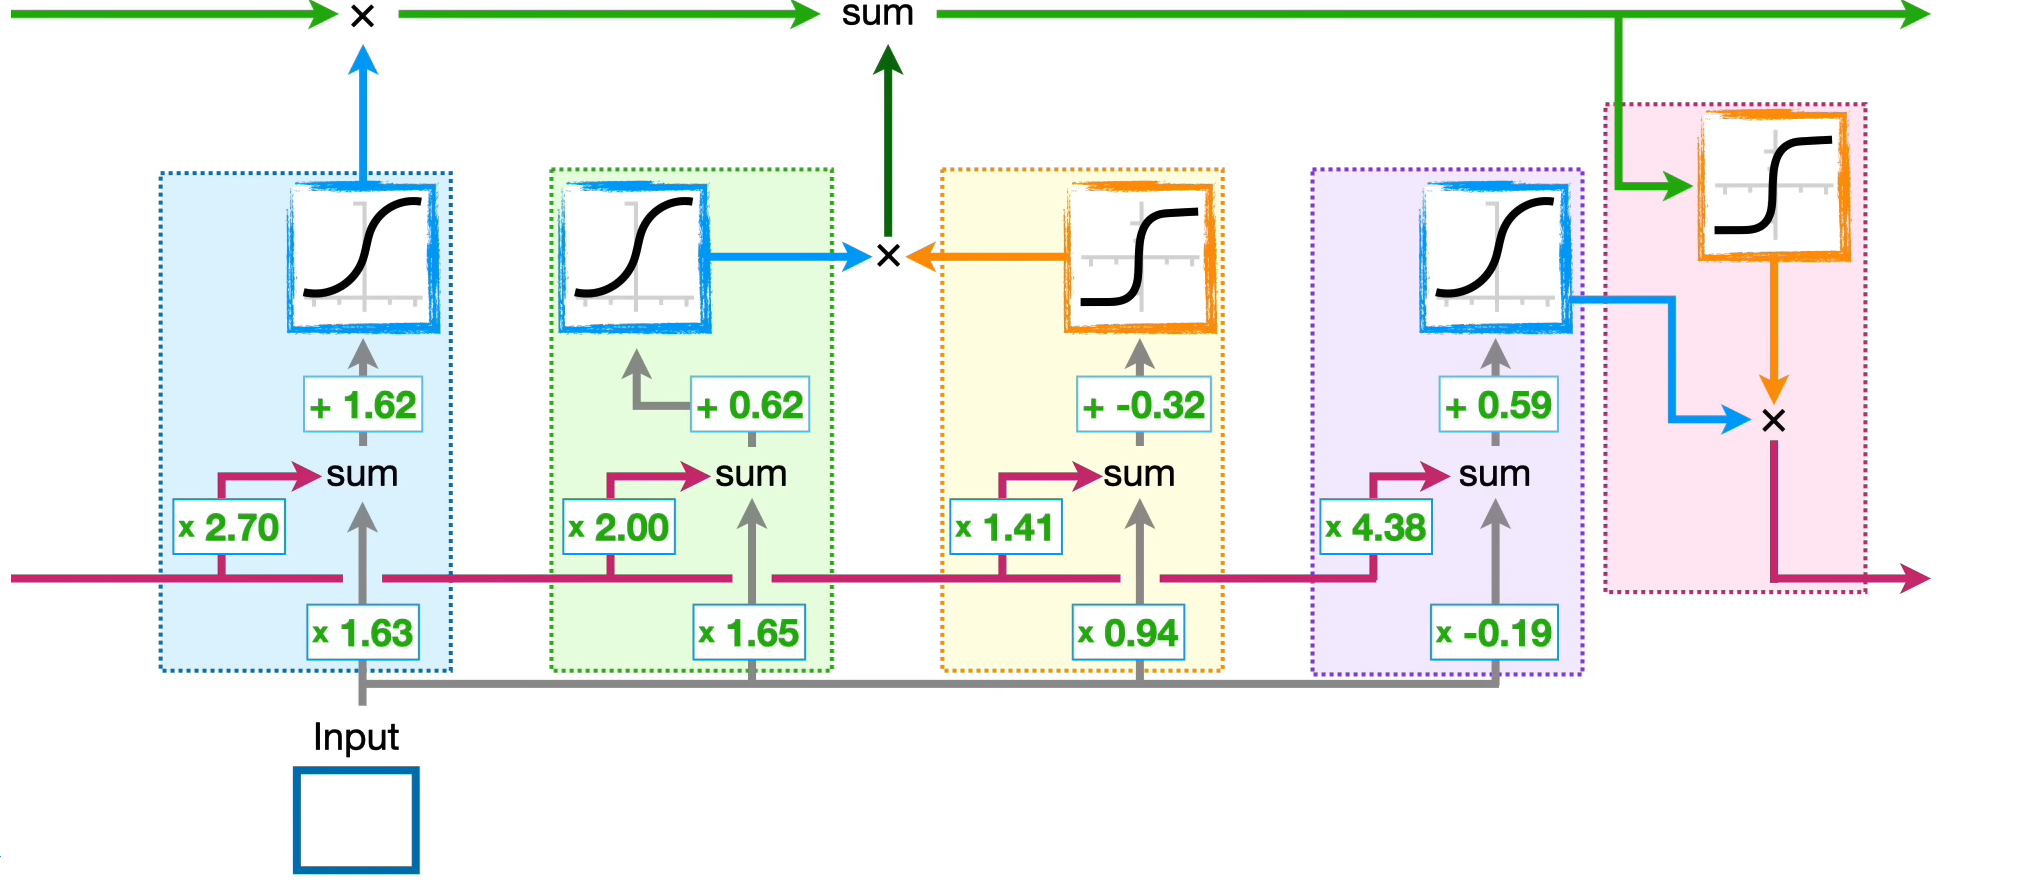 ×
sum
×
+ 1.62
+ 0.62
+ -0.32
+ 0.59
×
sum
sum
sum
sum
x 2.70
x 2.00
x 1.41
x 4.38
x 1.63
x 1.65
x 0.94
x -0.19
Input